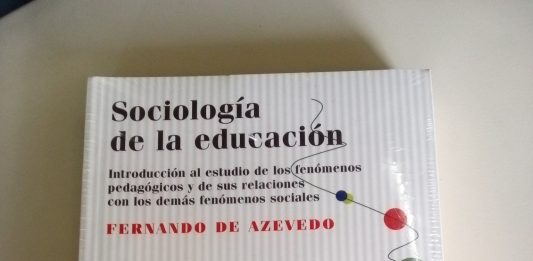 Sociología
de la educación
Introducción al estudio de los fenómenos
pedagógicos y de sus relaciones
con los demás fenómenos sociales
FERNANDO DE AZEVEDO